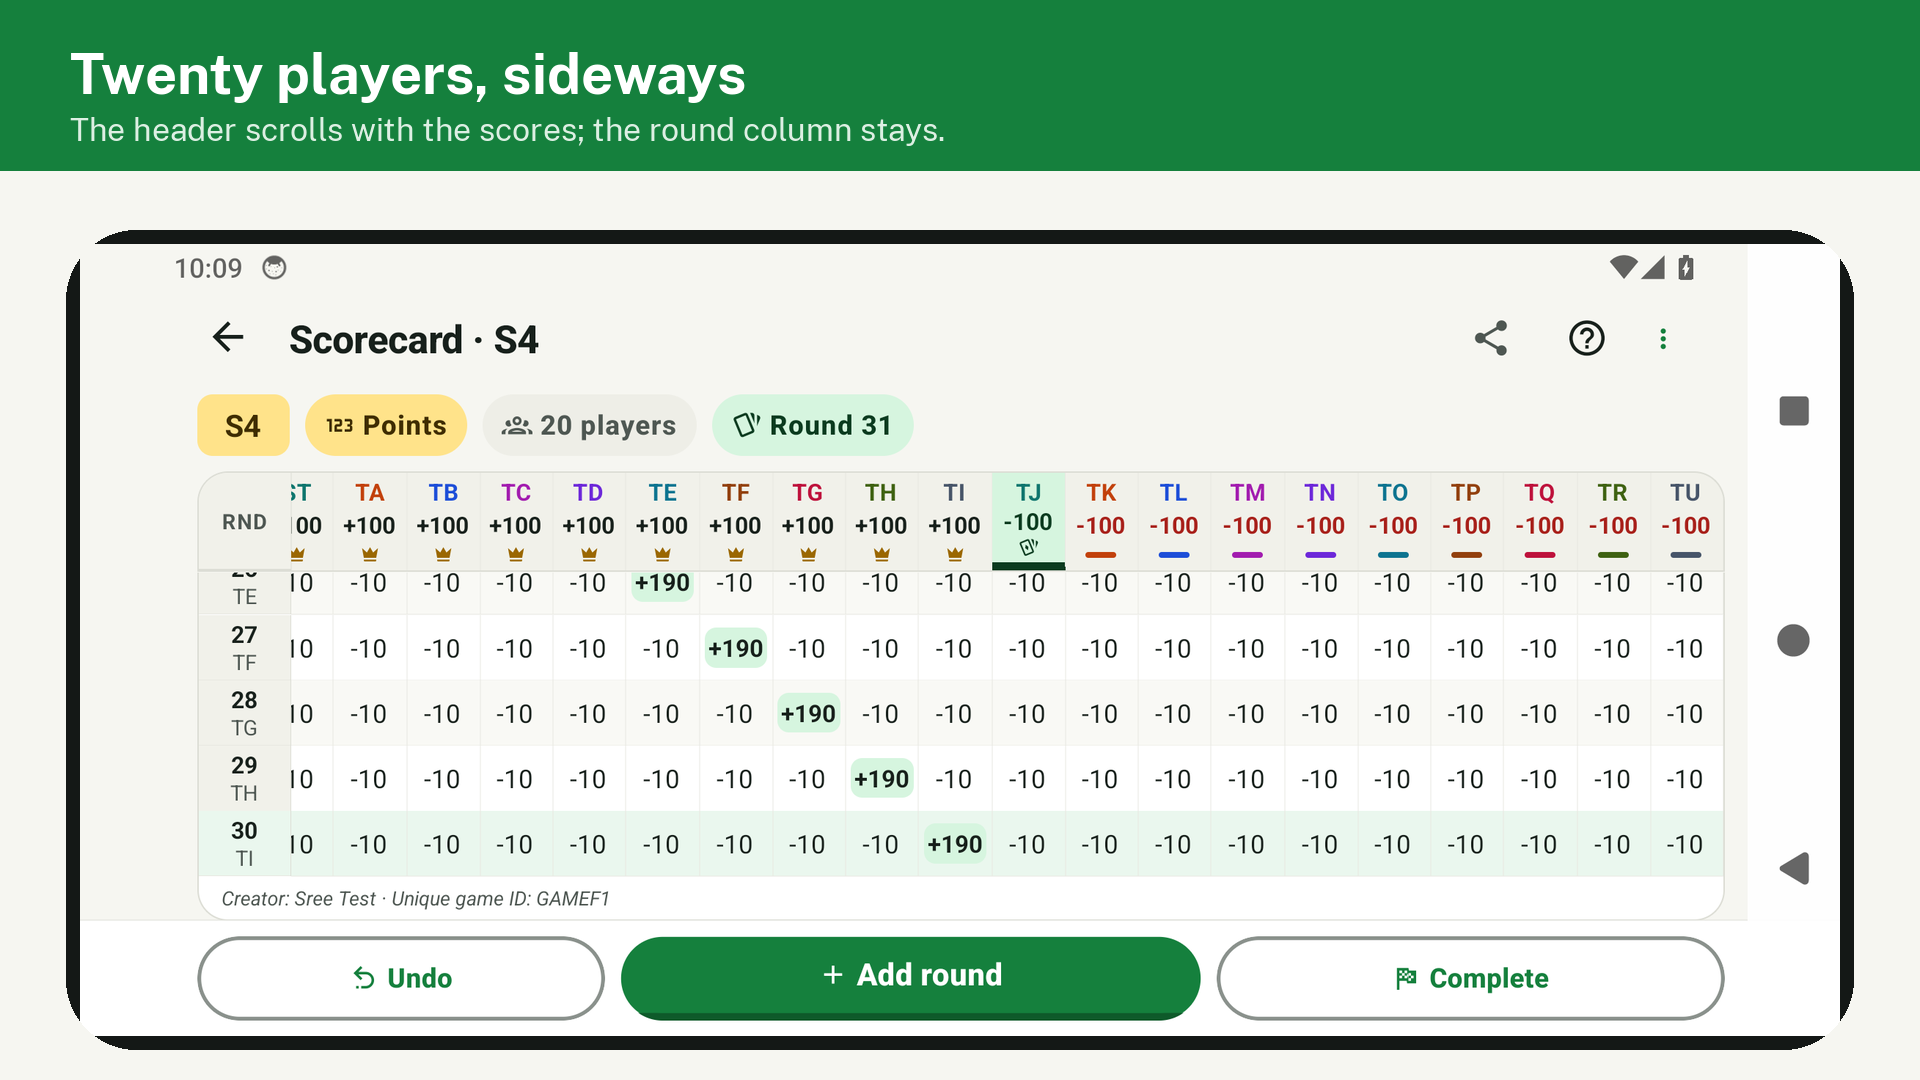 Twenty players, sideways
The header scrolls with the scores; the round column stays.
10:09
Scorecard · S4
S4 123 Points 20 players Round 31
RND ST TA TB TC TD TE TF TG TH TI TJ TK TL TM TN TO TP TQ TR TU
100 +100 +100 +100 +100 +100 +100 +100 +100 +100 -100 -100 -100 -100 -100 -100 -100 -100 -100 -100
TE 10 -10 -10 -10 -10 +190 -10 -10 -10 -10 -10 -10 -10 -10 -10 -10 -10 -10 -10 -10
27 TF 10 -10 -10 -10 -10 -10 +190 -10 -10 -10 -10 -10 -10 -10 -10 -10 -10 -10 -10 -10
28 TG 10 -10 -10 -10 -10 -10 -10 +190 -10 -10 -10 -10 -10 -10 -10 -10 -10 -10 -10 -10
29 TH 10 -10 -10 -10 -10 -10 -10 -10 +190 -10 -10 -10 -10 -10 -10 -10 -10 -10 -10 -10
30 TI 10 -10 -10 -10 -10 -10 -10 -10 -10 +190 -10 -10 -10 -10 -10 -10 -10 -10 -10 -10
Creator: Sree Test · Unique game ID: GAMEF1
Undo + Add round Complete